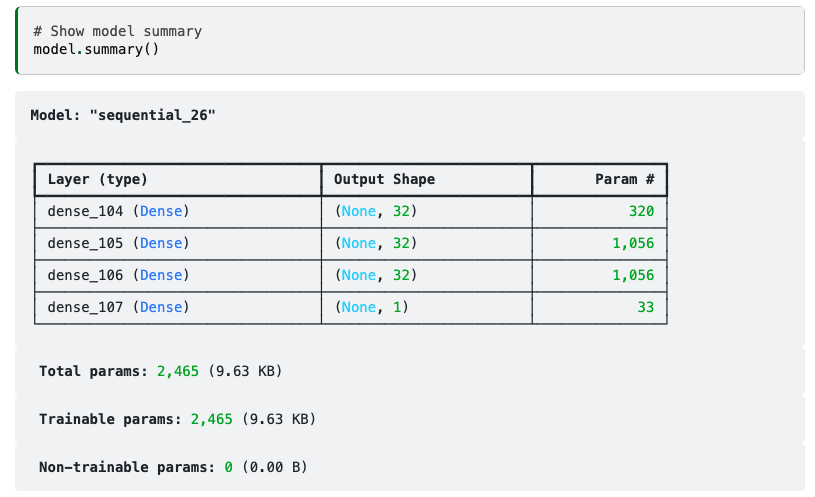 # Show model summary
model.summary()
Model: "sequential_26"
Layer (type) Output Shape Param #
dense_104 (Dense) (None, 32) 320
dense_105 (Dense) (None, 32) 1,056
dense_106 (Dense) (None, 32) 1,056
dense_107 (Dense) (None, 1) 33
Total params: 2,465 (9.63 KB)
Trainable params: 2,465 (9.63 KB)
Non-trainable params: 0 (0.00 B)